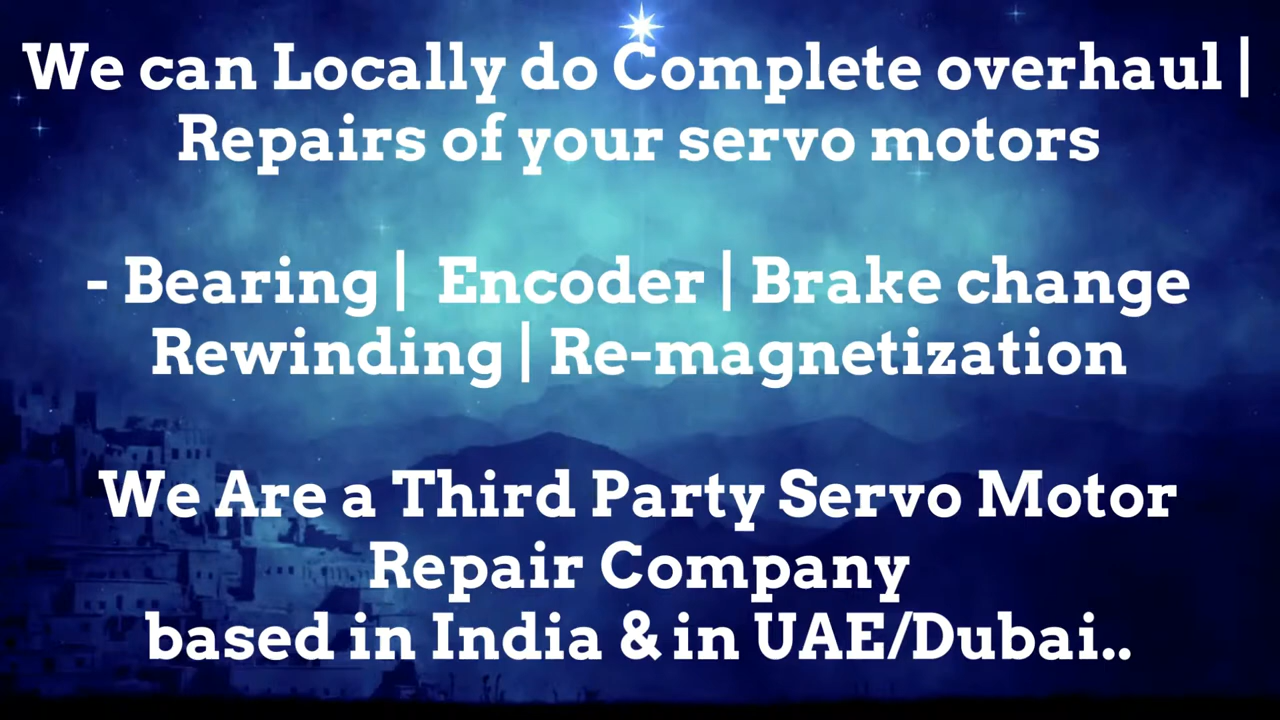 We can Locally do Complete overhaul |
Repairs of your servo motors
- Bearing | Encoder | Brake change
Rewinding | Re-magnetization
We Are a Third Party Servo Motor
Repair Company
based in India & in UAE/Dubai..